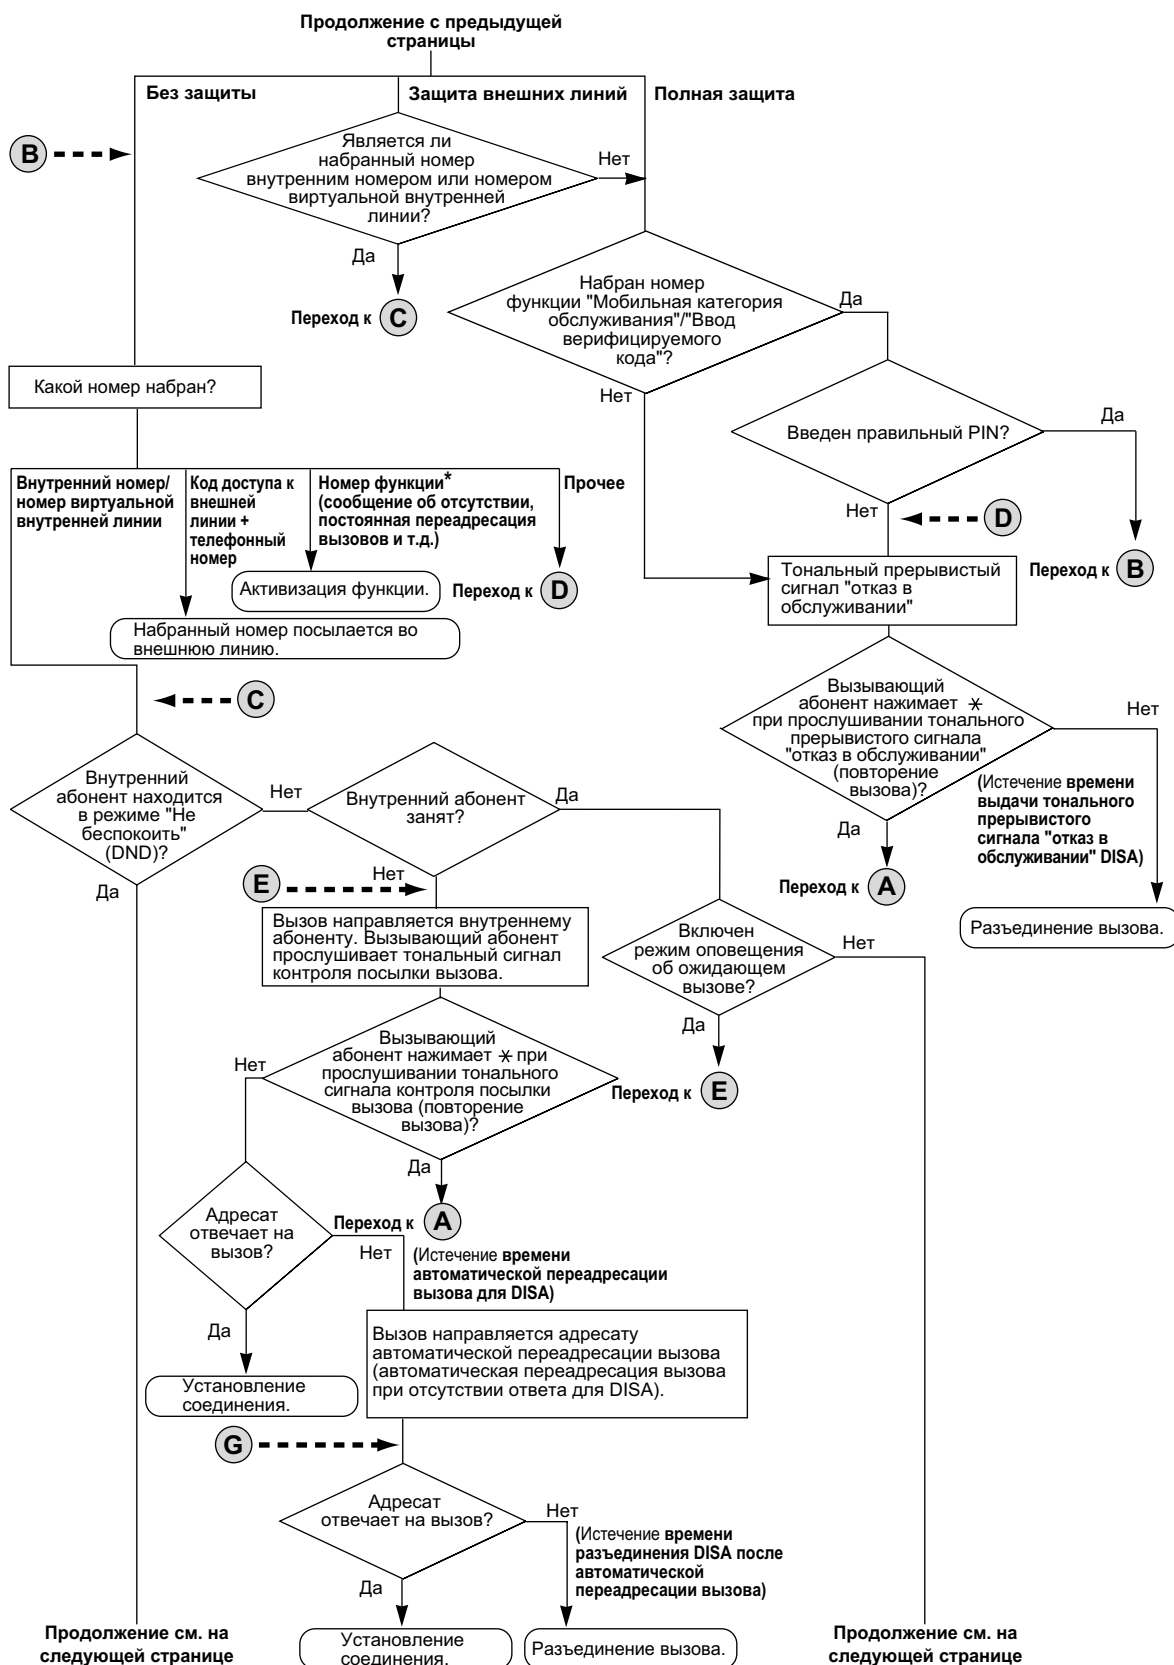 Продолжение с предыдущей
страницы
Без защиты
Защита внешних линий
Полная защита
B
Является ли
набранный номер
внутренним номером или номером
виртуальной внутренней
линии?
Нет
Да
Переход к C
Набран номер
функции "Мобильная категория
обслуживания"/"Ввод
верифицируемого
кода"?
Да
Нет
Какой номер набран?
Введен правильный PIN?
Да
Нет
D
Переход к B
Внутренний номер/
номер виртуальной
внутренней линии
Код доступа к
внешней
линии +
телефонный
номер
Номер функции*
(сообщение об отсутствии,
постоянная переадресация
вызовов и т.д.)
Прочее
Активизация функции.
Переход к D
Набранный номер посылается во
внешнюю линию.
Тональный прерывистый
сигнал "отказ в
обслуживании"
C
Вызывающий
абонент нажимает *
при прослушивании тонального
прерывистого сигнала
"отказ в обслуживании"
(повторение
вызова)?
Нет
(Истечение времени
выдачи тонального
прерывистого
сигнала "отказ в
обслуживании" DISA)
Да
Переход к A
Разъединение вызова.
Внутренний
абонент находится
в режиме "Не
беспокоить"
(DND)?
Нет
Да
Внутренний абонент
занят?
Да
Нет
E
Вызов направляется внутреннему
абоненту. Вызывающий абонент
прослушивает тональный сигнал
контроля посылки вызова.
Включен
режим оповещения
об ожидающем
вызове?
Нет
Да
Переход к E
Вызывающий
абонент нажимает * при
прослушивании тонального
сигнала контроля посылки
вызова (повторение
вызова)?
Нет
Да
Переход к A
Адресат
отвечает на
вызов?
Нет
(Истечение времени
автоматической переадресации
вызова для DISA)
Да
Установление
соединения.
Вызов направляется адресату
автоматической переадресации вызова
(автоматическая переадресация вызова
при отсутствии ответа для DISA).
G
Адресат
отвечает на вызов?
Нет
(Истечение времени
разъединения DISA после
автоматической
переадресации вызова)
Да
Установление
соединения.
Разъединение вызова.
Продолжение см. на
следующей странице
Продолжение см. на
следующей странице